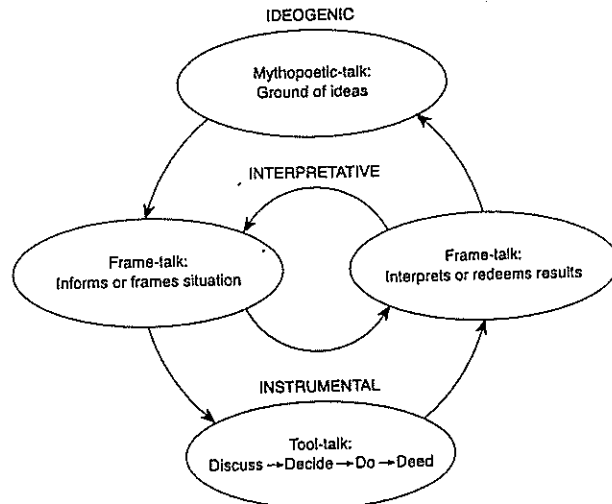 IDEOGENIC
Mythopoetic-talk:
Ground of ideas
INTERPRETATIVE
Frame-talk:
Informs or frames situation
Frame-talk:
Interprets or redeems results
INSTRUMENTAL
Tool-talk:
Discuss→Decide→Do→Deed